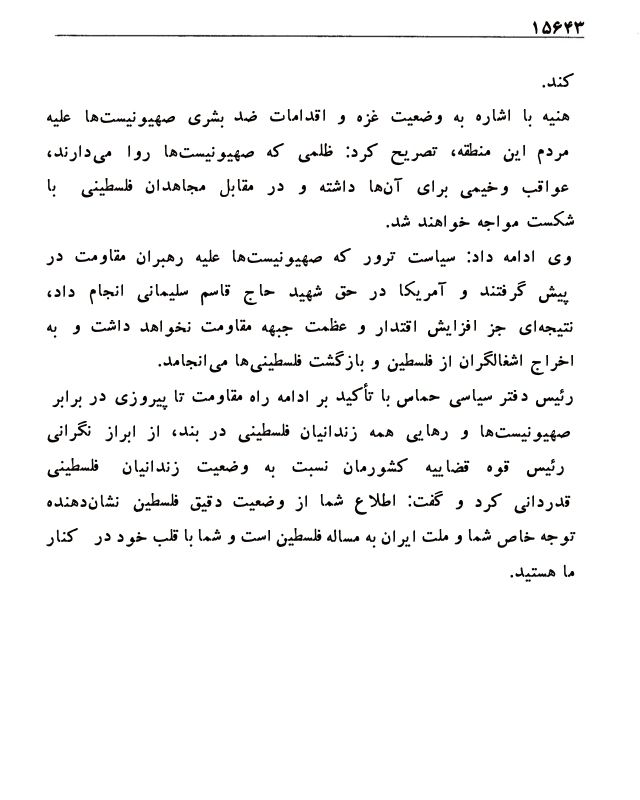 ۱۵۶۴۳
کند.
هنیه با اشاره به وضعیت غزه و اقدامات ضد بشری صهیونیست‌ها علیه
مردم این منطقه، تصریح کرد: ظلمی که صهیونیست‌ها روا می‌دارند،
عواقب وخیمی برای آن‌ها داشته و در مقابل مجاهدان فلسطینی با
شکست مواجه خواهند شد.
وی ادامه داد: سیاست ترور که صهیونیست‌ها علیه رهبران مقاومت در
پیش گرفتند و آمریکا در حق شهید حاج قاسم سلیمانی انجام داد،
نتیجه‌ای جز افزایش اقتدار و عظمت جبهه مقاومت نخواهد داشت و به
اخراج اشغالگران از فلسطین و بازگشت فلسطینی‌ها می‌انجامد.
رئیس دفتر سیاسی حماس با تأکید بر ادامه راه مقاومت تا پیروزی در برابر
صهیونیست‌ها و رهایی همه زندانیان فلسطینی در بند، از ابراز نگرانی
رئیس قوه قضاییه کشورمان نسبت به وضعیت زندانیان فلسطینی
قدردانی کرد و گفت: اطلاع شما از وضعیت دقیق فلسطین نشان‌دهنده
توجه خاص شما و ملت ایران به مساله فلسطین است و شما با قلب خود در کنار
ما هستید.